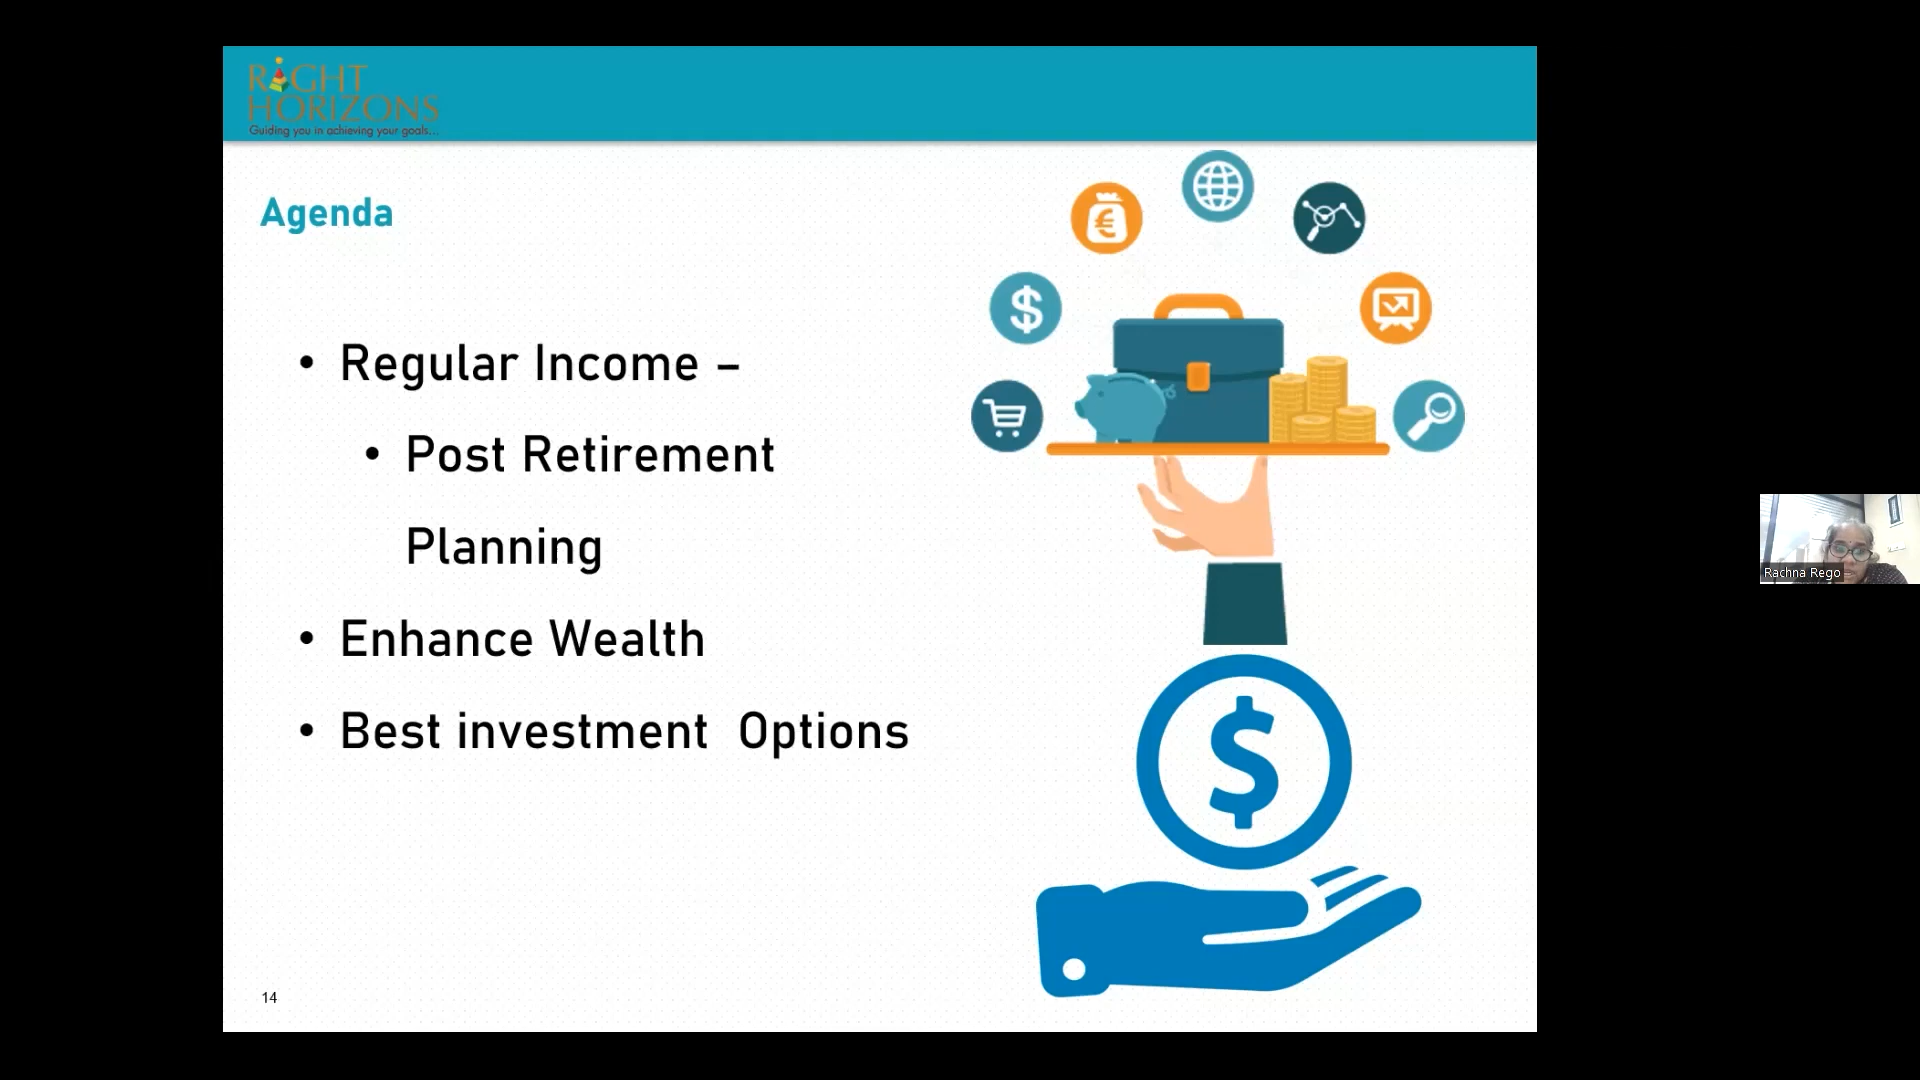 RIGHT
HORIZONS
Guiding you in achieving your goals...
Agenda
• Regular Income –
• Post Retirement
Planning
• Enhance Wealth
• Best investment  Options
$
€
$
14
Rachna Rego